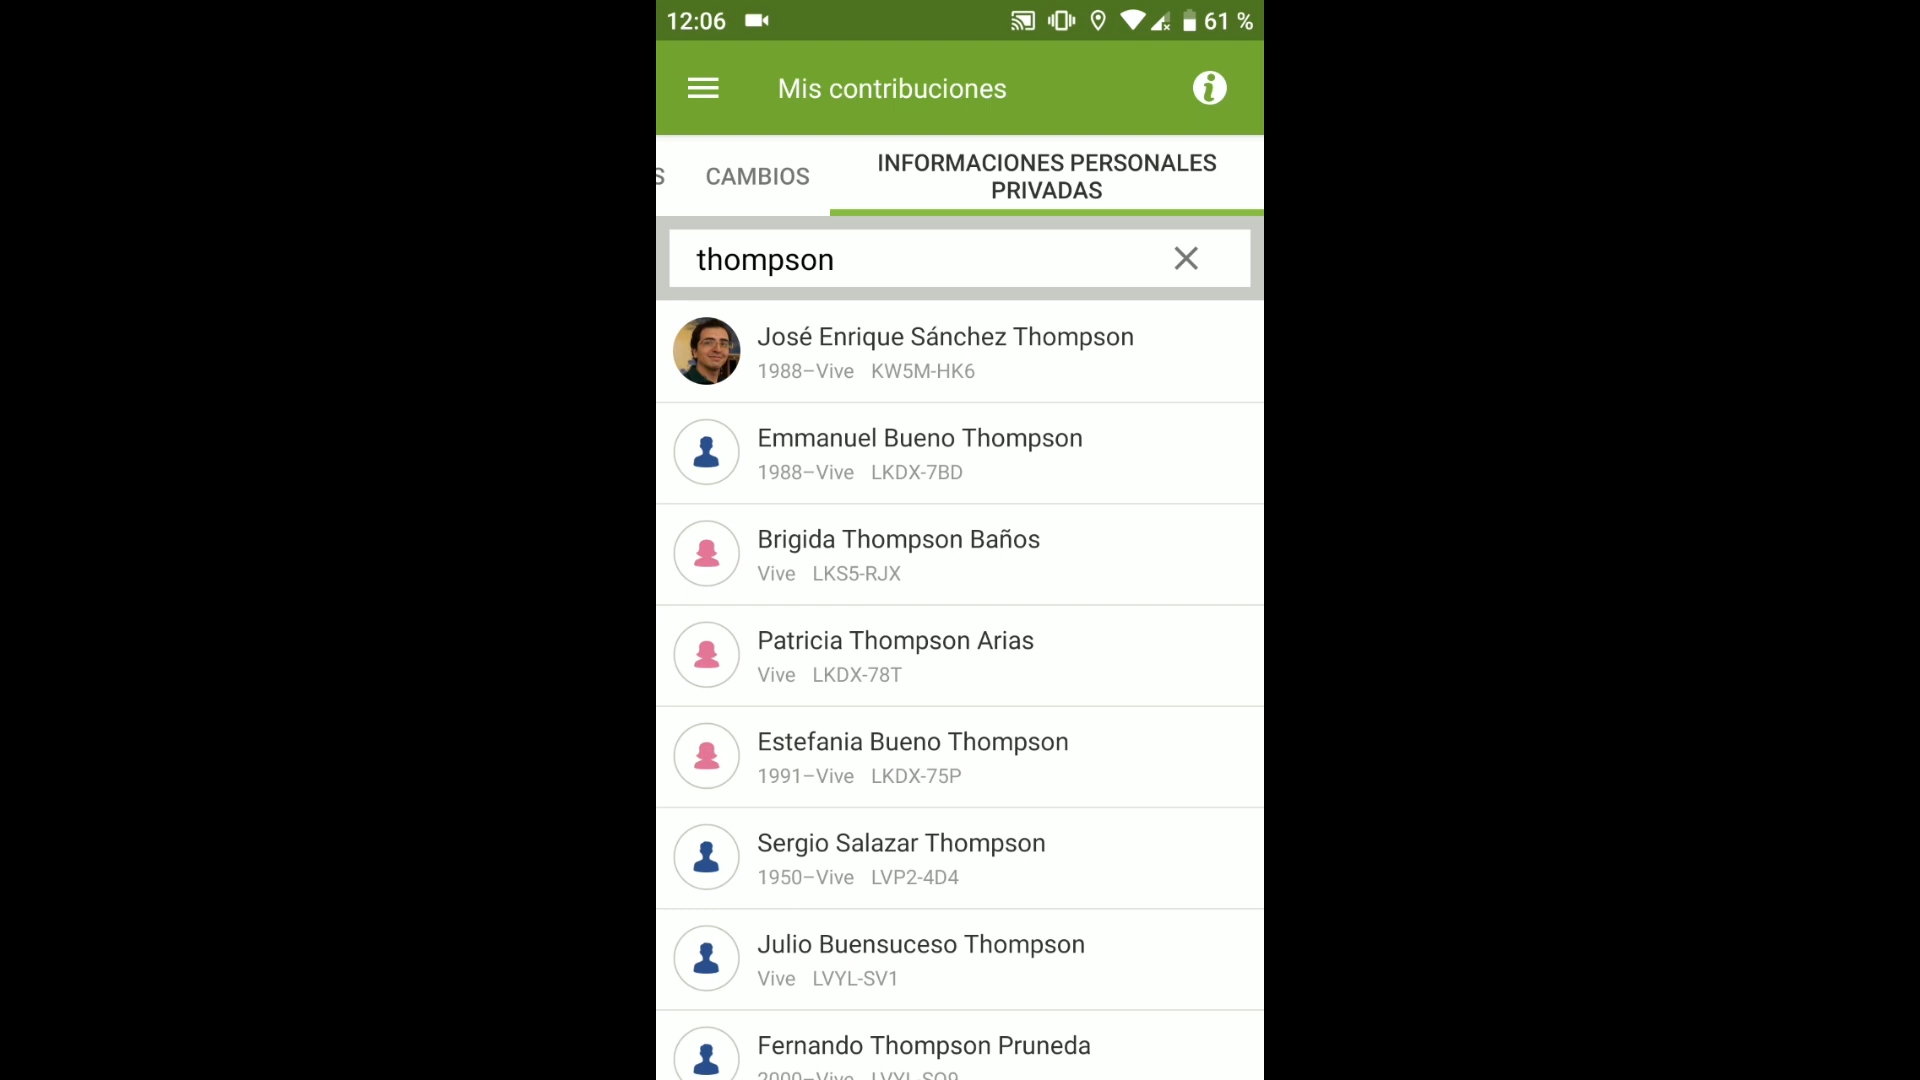 12:06
61 %
Mis contribuciones
S
CAMBIOS
INFORMACIONES PERSONALES
PRIVADAS
thompson
José Enrique Sánchez Thompson
1988–Vive KW5M-HK6
Emmanuel Bueno Thompson
1988–Vive LKDX-7BD
Brigida Thompson Baños
Vive LKS5-RJX
Patricia Thompson Arias
Vive LKDX-78T
Estefania Bueno Thompson
1991–Vive LKDX-75P
Sergio Salazar Thompson
1950–Vive LVP2-4D4
Julio Buensuceso Thompson
Vive LVYL-SV1
Fernando Thompson Pruneda
2000–Vive